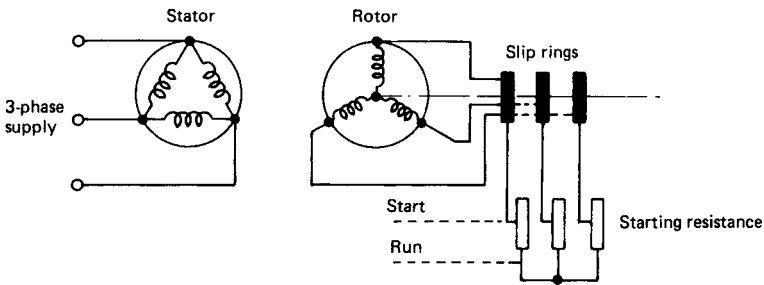 Stator
Rotor
Slip rings
3-phase
supply
Start
Starting resistance
Run